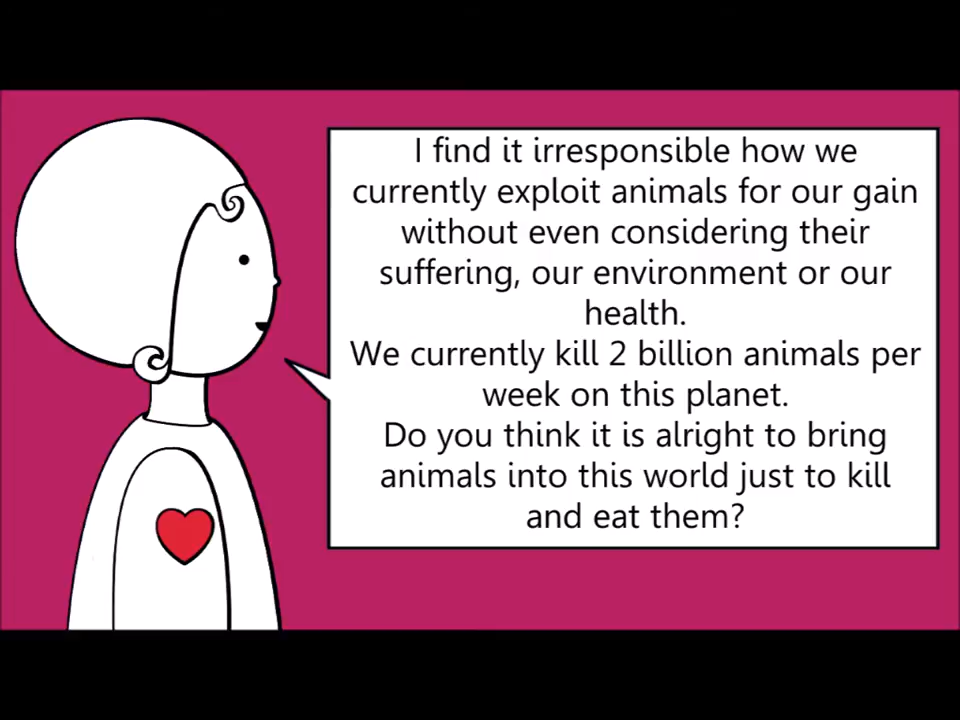 I find it irresponsible how we
currently exploit animals for our gain
without even considering their
suffering, our environment or our
health.
We currently kill 2 billion animals per
week on this planet.
Do you think it is alright to bring
animals into this world just to kill
and eat them?